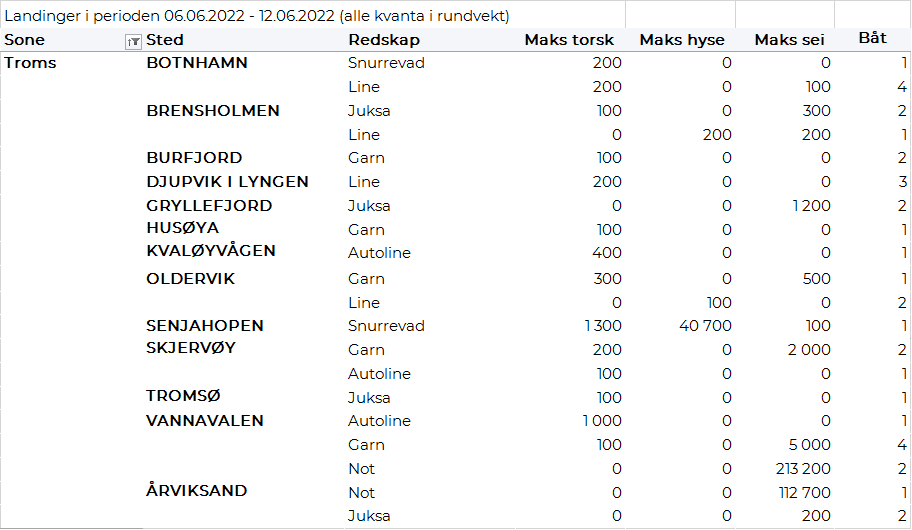 Landinger i perioden 06.06.2022 - 12.06.2022 (alle kvanta i rundvekt)
Sone Sted Redskap Maks torsk Maks hyse Maks sei Båt
Troms BOTNHAMN Snurrevad 200 0 0 1
Line 200 0 100 4
BRENSHOLMEN Juksa 100 0 300 2
Line 0 200 200 1
BURFJORD Garn 100 0 0 2
DJUPVIK I LYNGEN Line 200 0 0 3
GRYLLEFJORD Juksa 0 0 1 200 2
HUSØYA Garn 100 0 0 1
KVALØYVÅGEN Autoline 400 0 0 1
OLDERVIK Garn 300 0 500 1
Line 0 100 0 2
SENJAHOPEN Snurrevad 1 300 40 700 100 1
SKJERVØY Garn 200 0 2 000 2
Autoline 100 0 0 1
TROMSØ Juksa 100 0 0 1
VANNAVALEN Autoline 1 000 0 0 1
Garn 100 0 5 000 4
Not 0 0 213 200 2
ÅRVIKSAND Not 0 0 112 700 1
Juksa 0 0 200 2